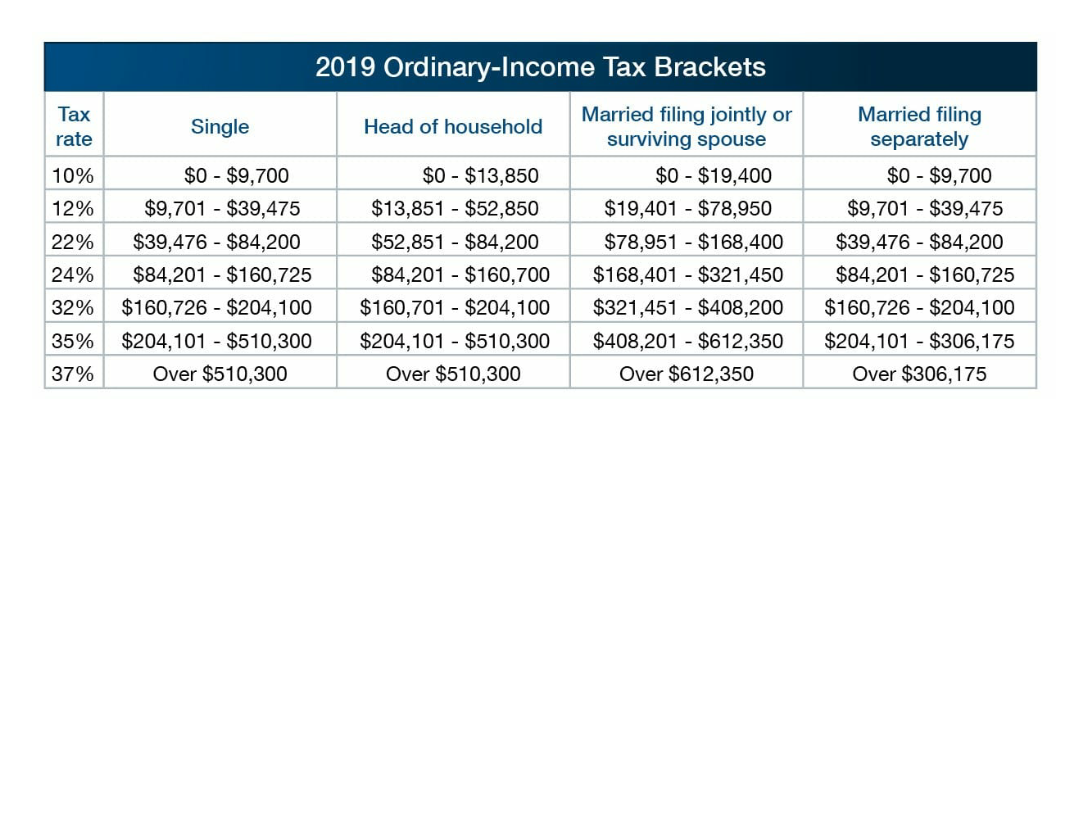 2019 Ordinary-Income Tax Brackets
Tax rate Single Head of household Married filing jointly or surviving spouse Married filing separately
10% $0 - $9,700 $0 - $13,850 $0 - $19,400 $0 - $9,700
12% $9,701 - $39,475 $13,851 - $52,850 $19,401 - $78,950 $9,701 - $39,475
22% $39,476 - $84,200 $52,851 - $84,200 $78,951 - $168,400 $39,476 - $84,200
24% $84,201 - $160,725 $84,201 - $160,700 $168,401 - $321,450 $84,201 - $160,725
32% $160,726 - $204,100 $160,701 - $204,100 $321,451 - $408,200 $160,726 - $204,100
35% $204,101 - $510,300 $204,101 - $510,300 $408,201 - $612,350 $204,101 - $306,175
37% Over $510,300 Over $510,300 Over $612,350 Over $306,175